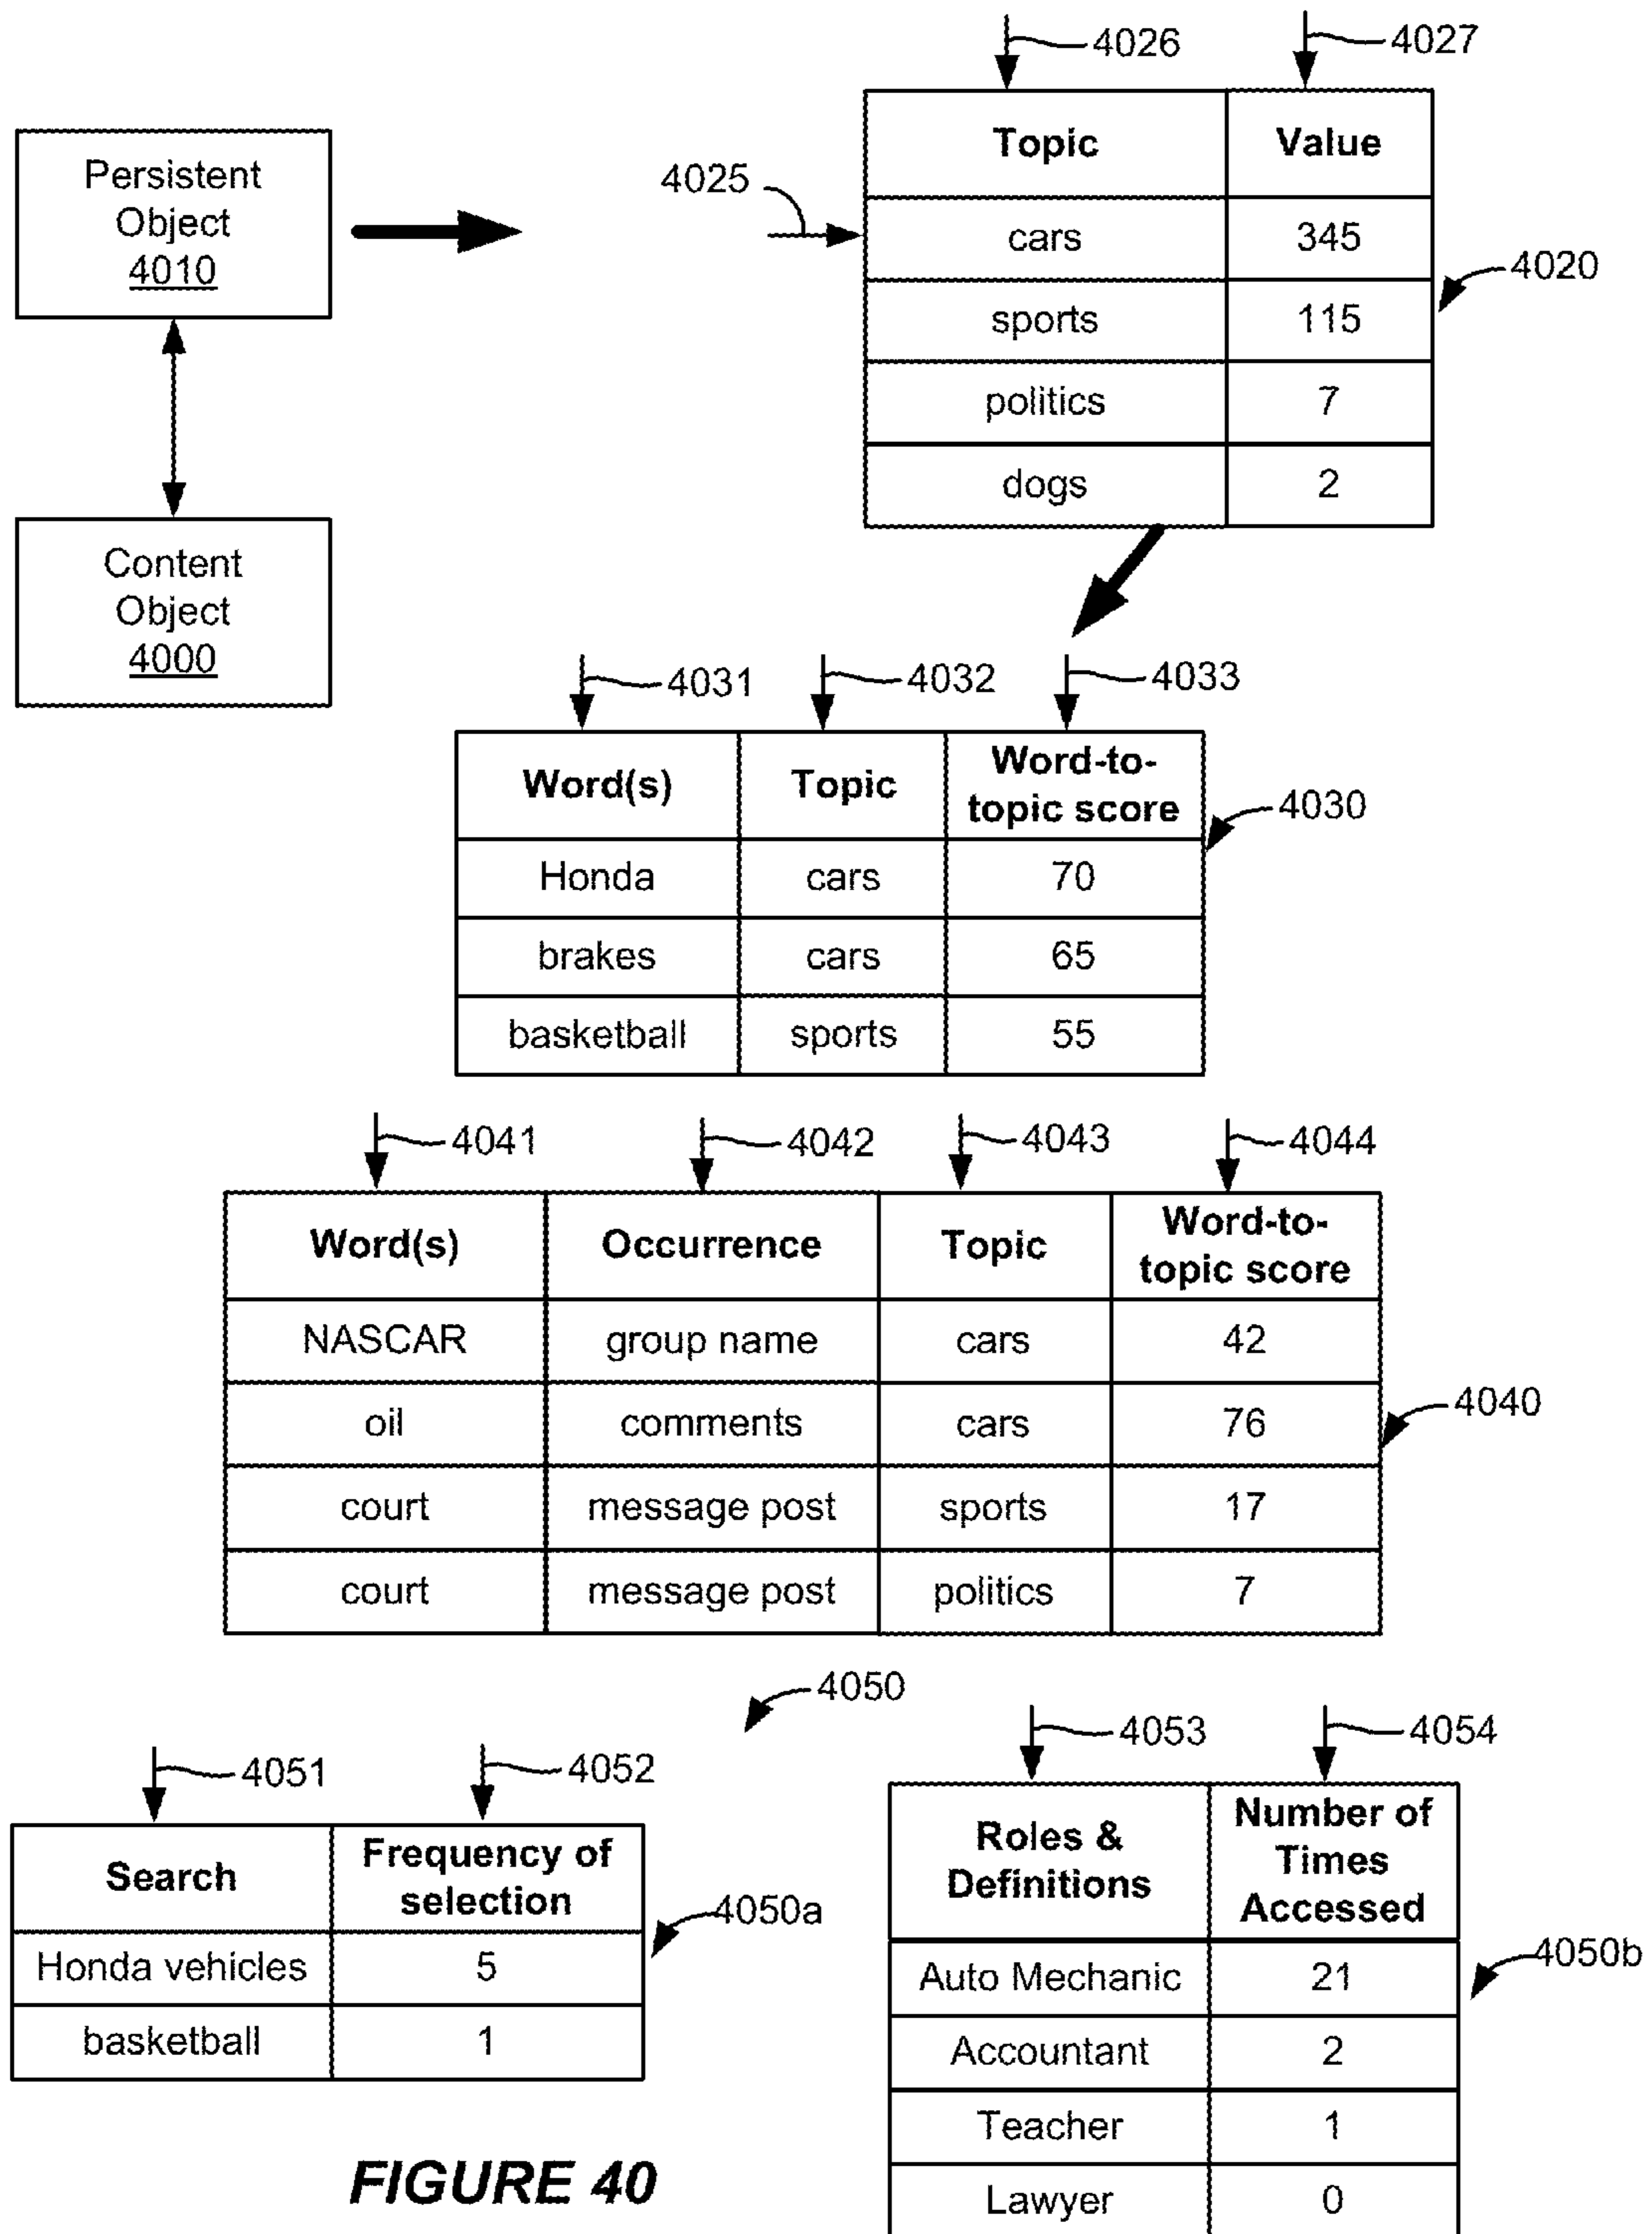 4026
4027
Persistent
Object
4010
4025
Topic Value
cars 345
sports 115
politics 7
dogs 2
4020
Content
Object
4000
4031
4032
4033
Word(s) Topic Word-to-
topic score
Honda cars 70
brakes cars 65
basketball sports 55
4030
4041
4042
4043
4044
Word(s) Occurrence Topic Word-to-
topic score
NASCAR group name cars 42
oil comments cars 76
court message post sports 17
court message post politics 7
4040
4050
4051
4052
Search Frequency of
selection
Honda vehicles 5
basketball 1
4050a
4053
4054
Roles &
Definitions
Number of
Times
Accessed
Auto Mechanic 21
Accountant 2
Teacher 1
Lawyer 0
4050b
FIGURE 40